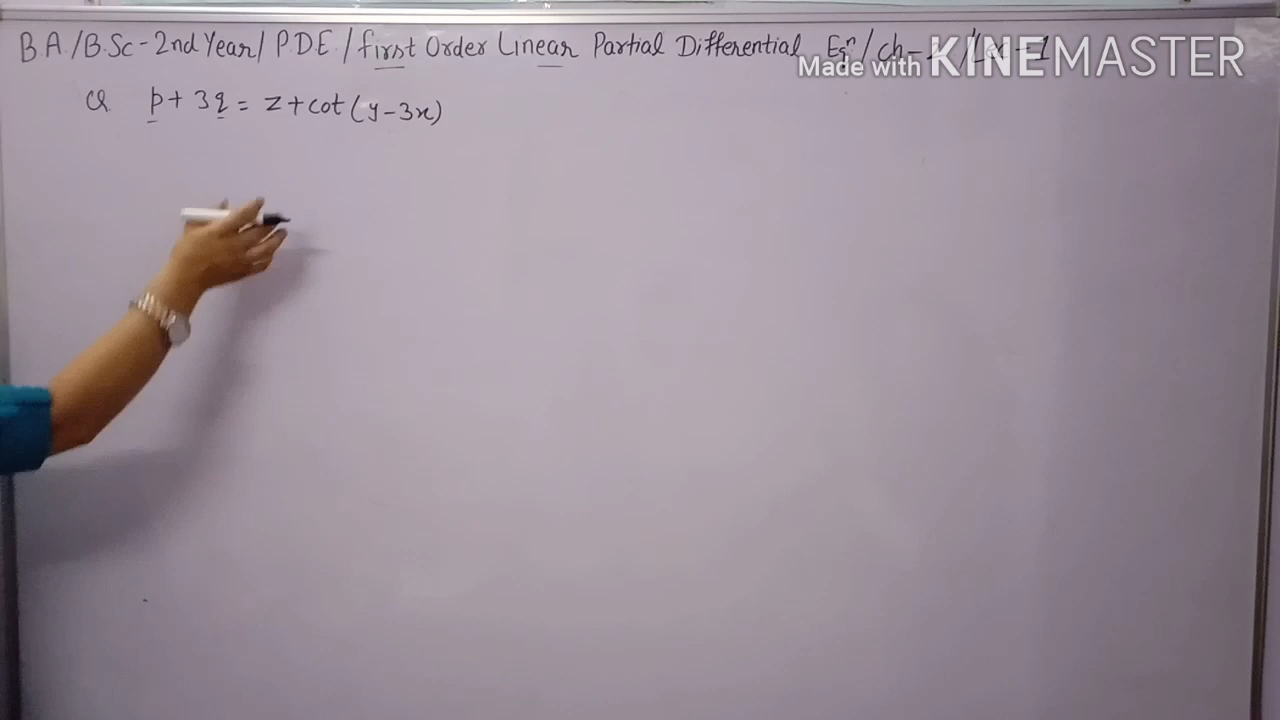 B A./B.Sc - 2nd Year/ P.D.E. / first Order Linear Partial Differential Eqⁿ / ch-
Made with KINEMASTER
Q p + 3q = z + cot (y - 3x)